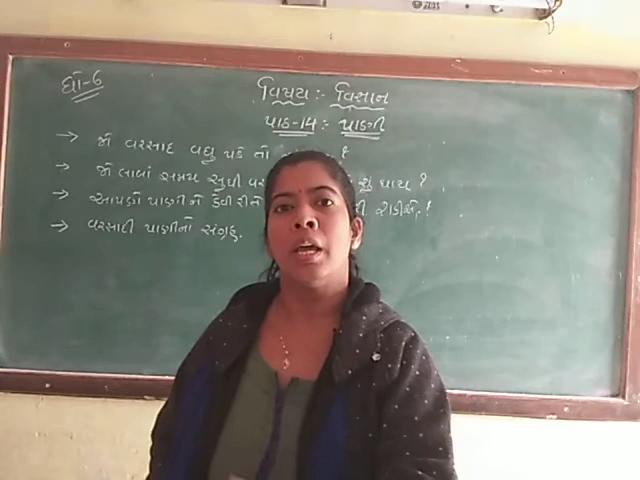 ધો-6
વિષય :- વિજ્ઞાન
પાઠ-14 :- પાણી
→ જો વરસાદ વધુ પડે તો ?
→ જો લાંબા સમય સુધી વર શું થાય ?
→ આપણે પાણીને કેવી રીતે
→ વરસાદી પાણીનો સંગ્રહ.